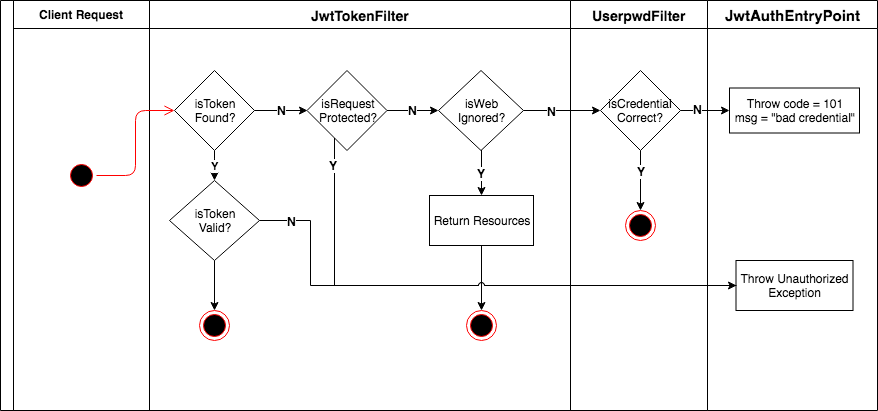 Client Request
JwtTokenFilter
UserpwdFilter
JwtAuthEntryPoint
isToken
Found?
N
isRequest
Protected?
N
isWeb
Ignored?
N
isCredential
Correct?
N
Throw code = 101
msg = "bad credential"
Y
Y
Y
Y
isToken
Valid?
N
Return Resources
Throw Unauthorized
Exception